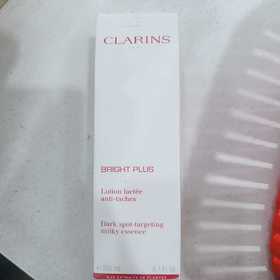 CLARINS
BRIGHT PLUS
Lotion lactée
anti-taches
Dark spot-targeting
milky essence